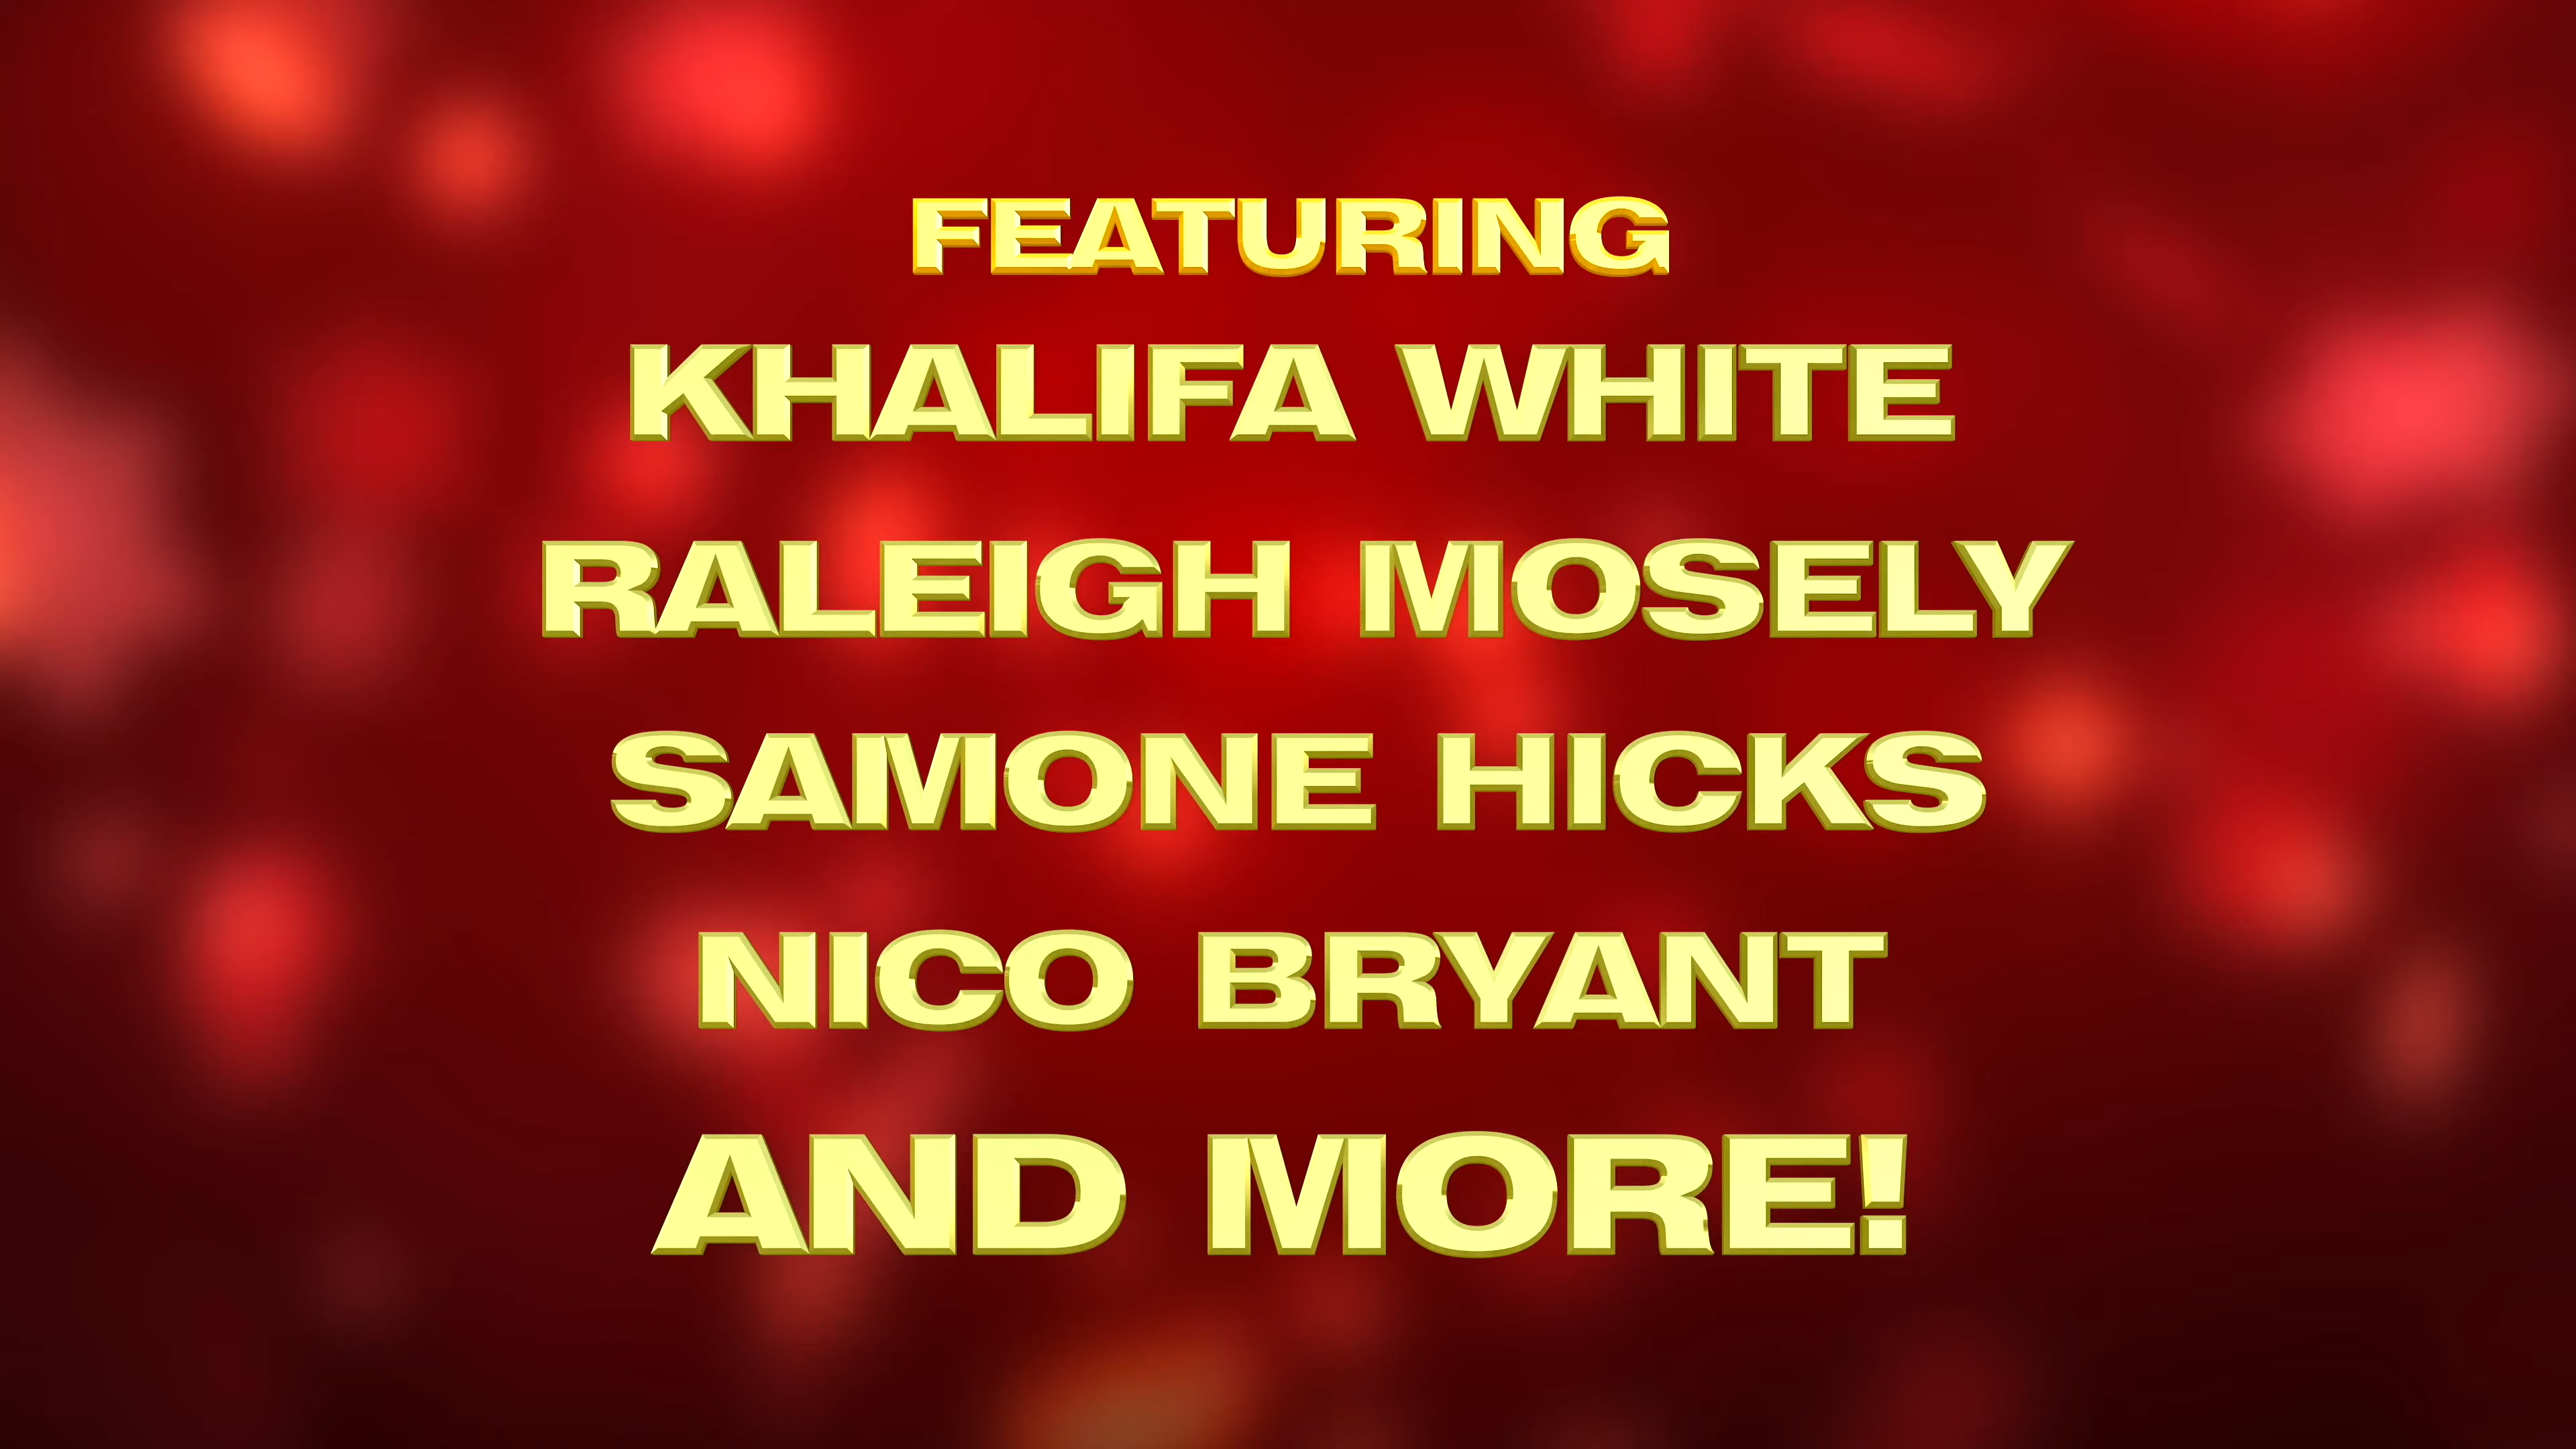 FEATURING
KHALIFA WHITE
RALEIGH MOSELY
SAMONE HICKS
NICO BRYANT
AND MORE!